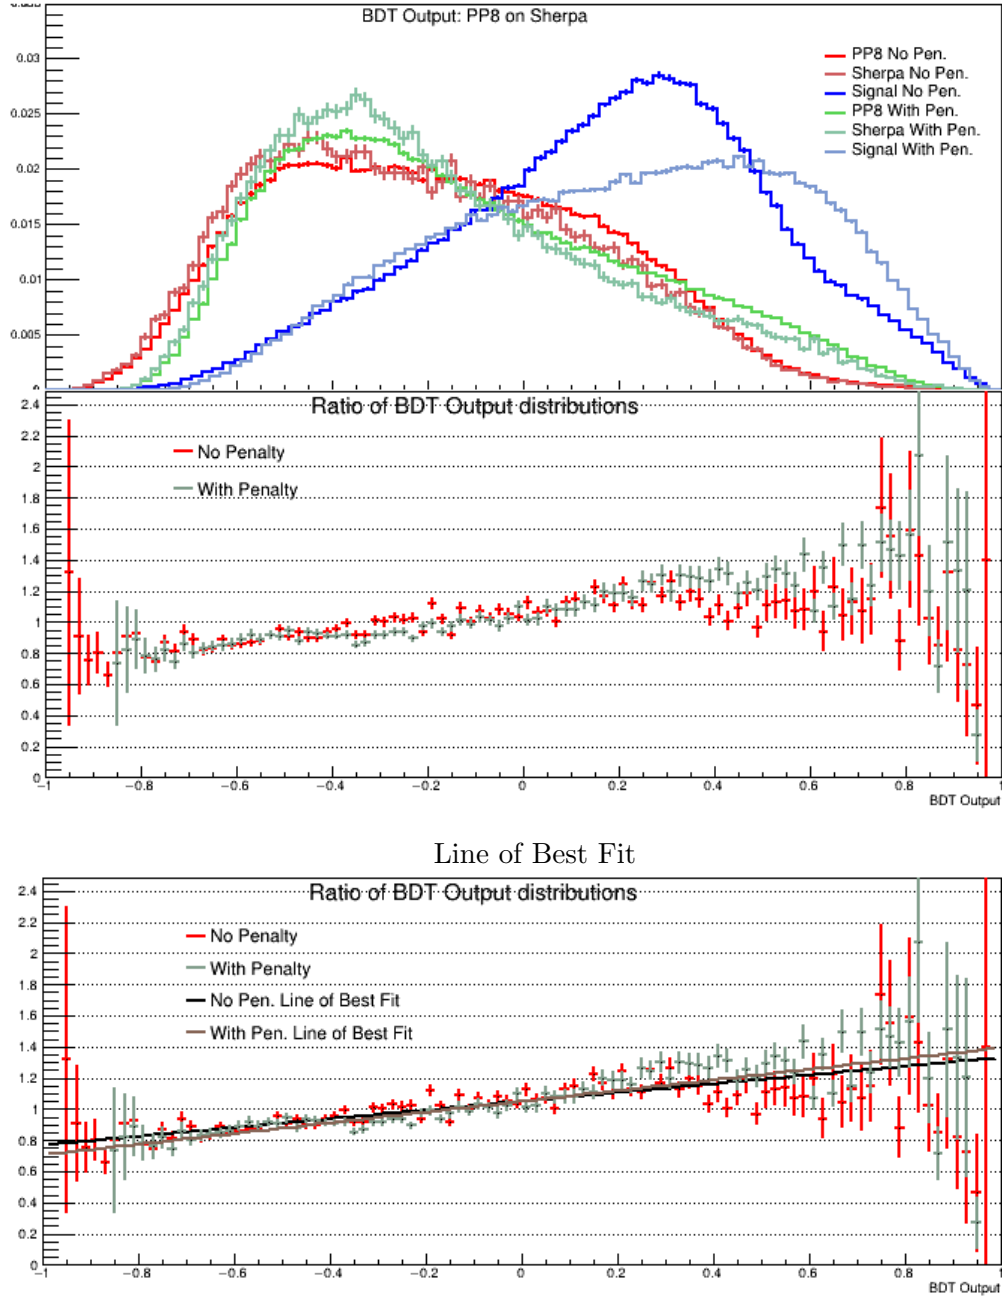 BDT Output: PP8 on Sherpa
0.03
0.025
0.02
0.015
0.01
0.005
PP8 No Pen.
Sherpa No Pen.
Signal No Pen.
PP8 With Pen.
Sherpa With Pen.
Signal With Pen.
Ratio of BDT Output distributions
2.4
2.2
2
1.8
1.6
1.4
1.2
1
0.8
0.6
0.4
0.2
0
No Penalty
With Penalty
−1 −0.8 −0.6 −0.4 −0.2 0 0.2 0.4 0.6 0.8 1
BDT Output
Line of Best Fit
Ratio of BDT Output distributions
2.4
2.2
2
1.8
1.6
1.4
1.2
1
0.8
0.6
0.4
0.2
0
No Penalty
With Penalty
No Pen. Line of Best Fit
With Pen. Line of Best Fit
−1 −0.8 −0.6 −0.4 −0.2 0 0.2 0.4 0.6 0.8 1
BDT Output